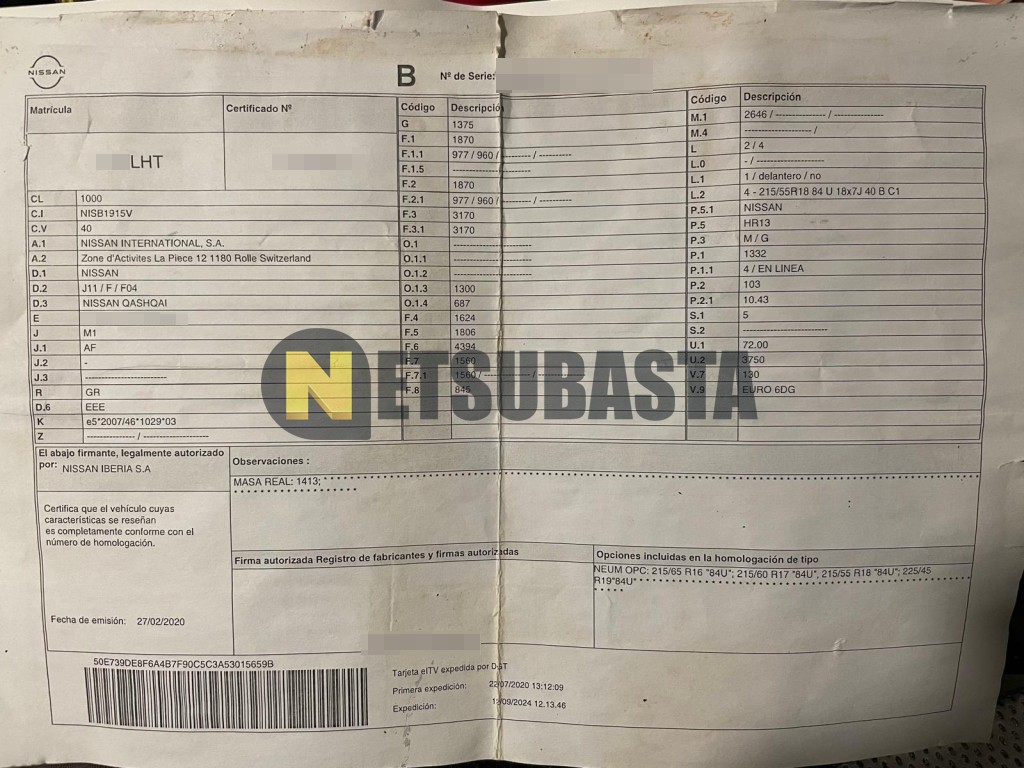 NISSAN
B Nº de Serie:
Matrícula Certificado Nº
LHT
CL 1000
C.I NISB1915V
C.V 40
A.1 NISSAN INTERNATIONAL, S.A.
A.2 Zone d'Activites La Piece 12 1180 Rolle Switzerland
D.1 NISSAN
D.2 J11 / F / F04
D.3 NISSAN QASHQAI
E
J M1
J.1 AF
J.2 -
J.3 ------------------------
R GR
D.6 EEE
K e5*2007/46*1029*03
Z -------------- / -------------------
Código Descripción
G 1375
F.1 1870
F.1.1 977 / 960 / --------- / ----------
F.1.5 -----------------------
F.2 1870
F.2.1 977 / 960 / --------- / ----------
F.3 3170
F.3.1 3170
O.1 -----------------------
O.1.1 -----------------------
O.1.2 -----------------------
O.1.3 1300
O.1.4 687
F.4 1624
F.5 1806
F.6 4394
F.7 1560
F.7.1 1560 / -------------- / -------------- / --------------
F.8 845
Código Descripción
M.1 2646 / --------------- / ---------------
M.4 -------------------- /
L 2 / 4
L.0 - / --------------------
L.1 1 / delantero / no
L.2 4 - 215/55R18 84 U 18x7J 40 B C1
P.5.1 NISSAN
P.5 HR13
P.3 M / G
P.1 1332
P.1.1 4 / EN LINEA
P.2 103
P.2.1 10.43
S.1 5
S.2 -------------------------
U.1 72.00
U.2 3750
V.7 130
V.9 EURO 6DG
NETSUBASTA
El abajo firmante, legalmente autorizado
por: NISSAN IBERIA S.A
Certifica que el vehículo cuyas
características se reseñan
es completamente conforme con el
número de homologación.
Fecha de emisión: 27/02/2020
Observaciones :
MASA REAL: 1413;
Firma autorizada Registro de fabricantes y firmas autorizadas
Opciones incluidas en la homologación de tipo
NEUM OPC: 215/65 R16 "84U"; 215/60 R17 "84U", 215/55 R18 "84U"; 225/45
R19"84U"
50E739DE8F6A4B7F90C5C3A53015659B
Tarjeta eITV expedida por DGT
Primera expedición: 22/07/2020 13:12:09
Expedición: /09/2024 12.13.46